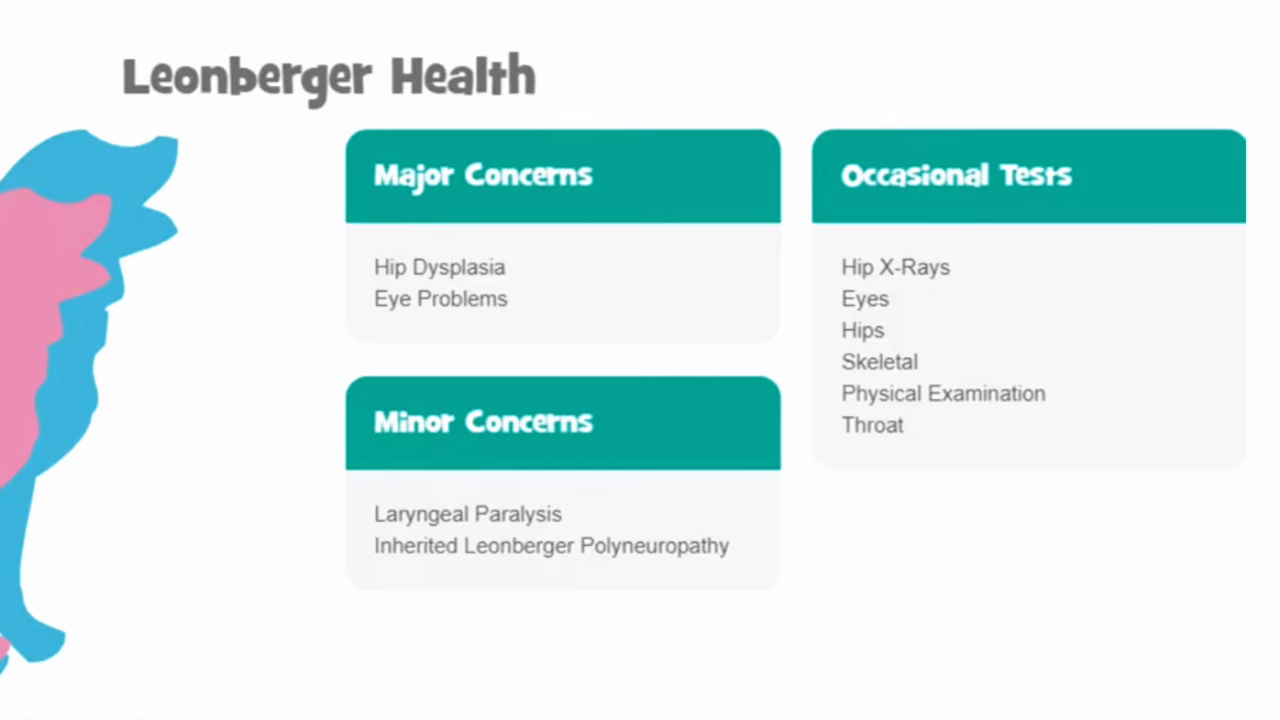 Leonberger Health
Major Concerns
Hip Dysplasia
Eye Problems
Minor Concerns
Laryngeal Paralysis
Inherited Leonberger Polyneuropathy
Occasional Tests
Hip X-Rays
Eyes
Hips
Skeletal
Physical Examination
Throat